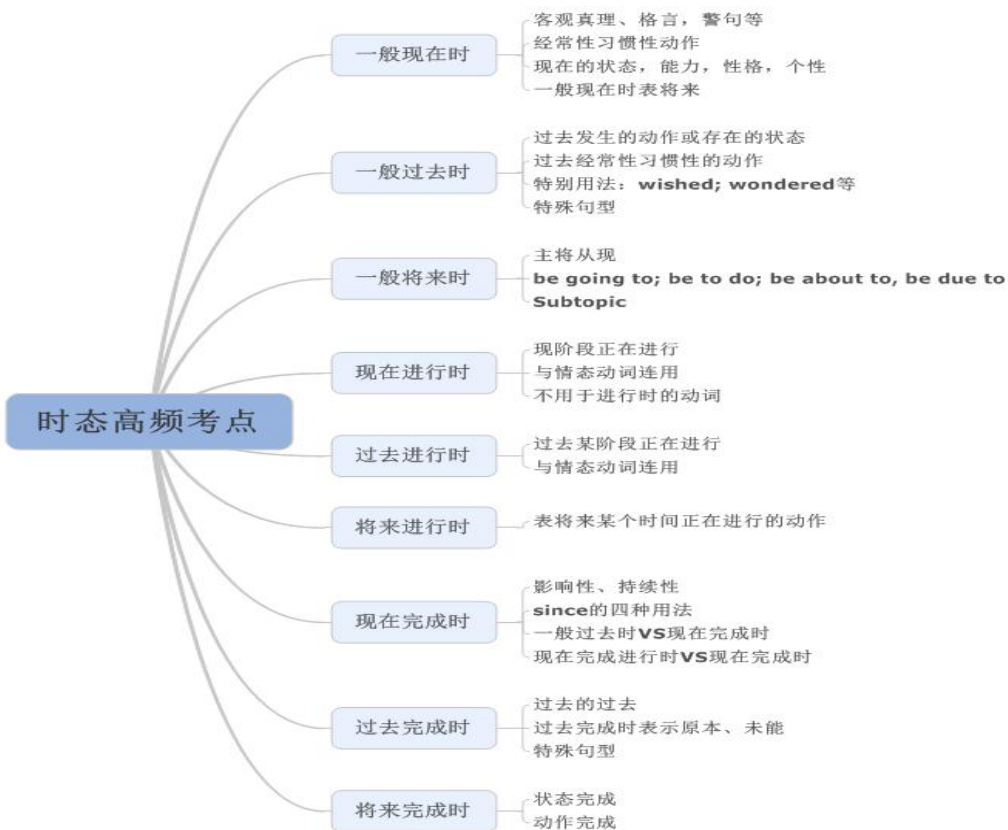 时态高频考点
一般现在时
客观真理、格言，警句等
经常性习惯性动作
现在的状态，能力，性格，个性
一般现在时表将来
一般过去时
过去发生的动作或存在的状态
过去经常性习惯性的动作
特别用法：wished; wondered等
特殊句型
一般将来时
主将从现
be going to; be to do; be about to, be due to
Subtopic
现在进行时
现阶段正在进行
与情态动词连用
不用于进行时的动词
过去进行时
过去某阶段正在进行
与情态动词连用
将来进行时
表将来某个时间正在进行的动作
现在完成时
影响性、持续性
since的四种用法
一般过去时VS现在完成时
现在完成进行时VS现在完成时
过去完成时
过去的过去
过去完成时表示原本、未能
特殊句型
将来完成时
状态完成
动作完成